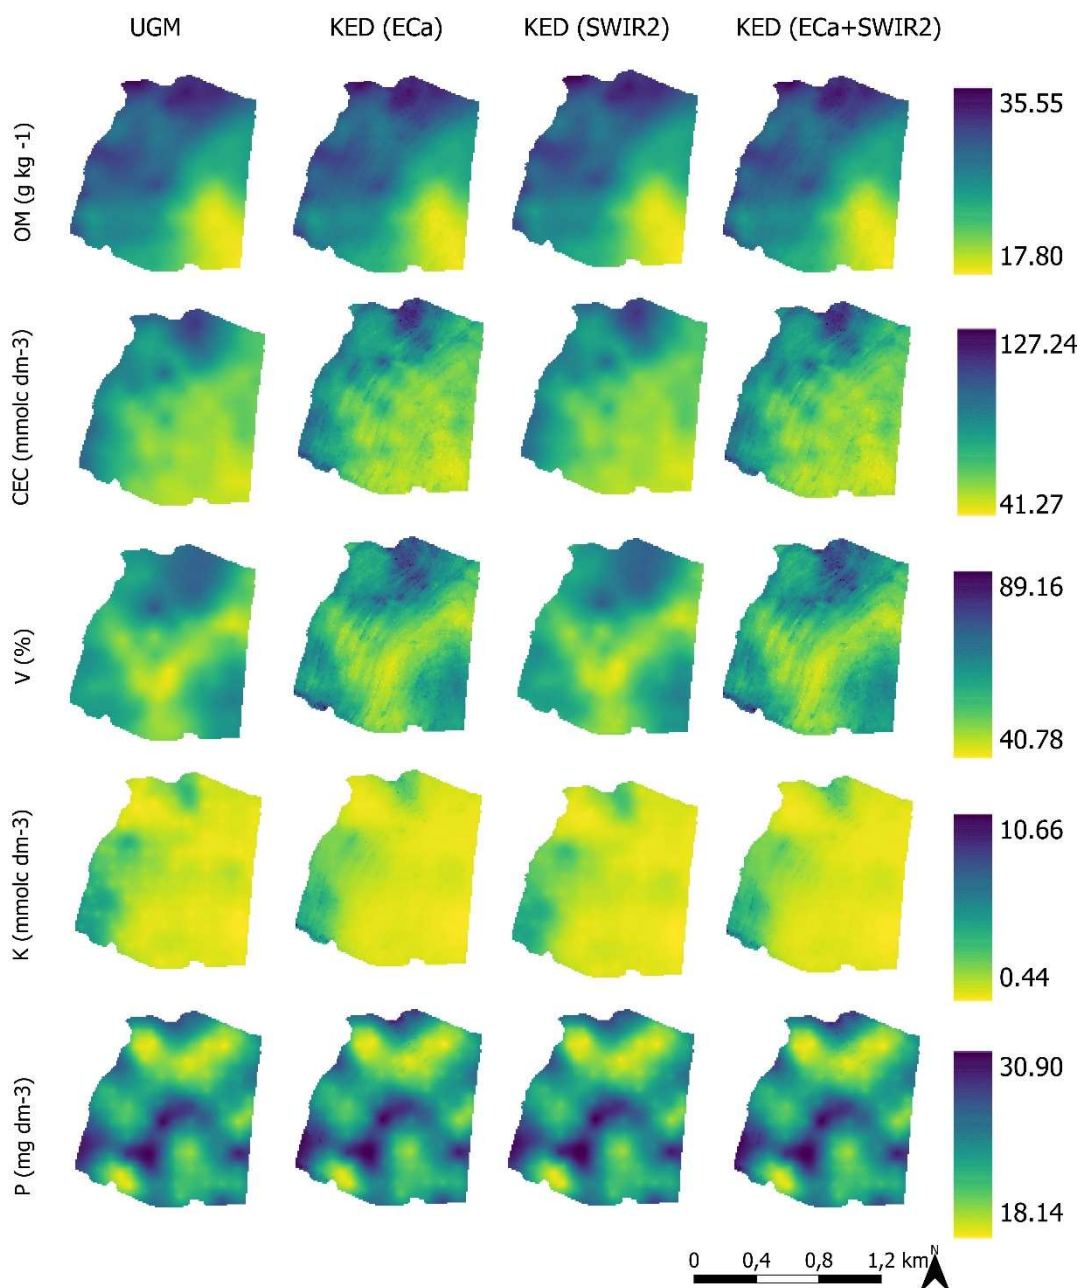 UGM KED (ECa) KED (SWIR2) KED (ECa+SWIR2)
OM (g kg -1)
35.55
17.80
CEC (mmolc dm-3)
127.24
41.27
V (%)
89.16
40.78
K (mmolc dm-3)
10.66
0.44
P (mg dm-3)
30.90
18.14
0 0,4 0,8 1,2 km
N